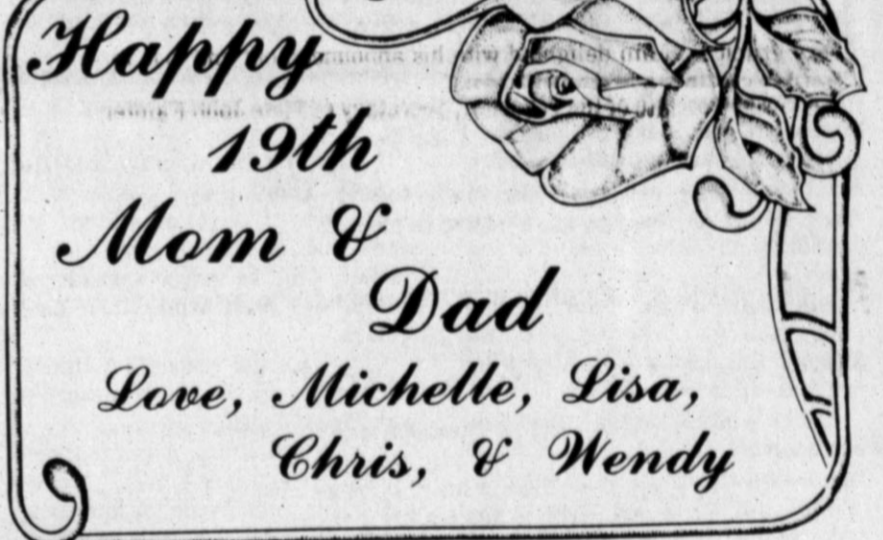 Happy
19th
Mom &
Dad
Love, Michelle, Lisa,
Chris, & Wendy